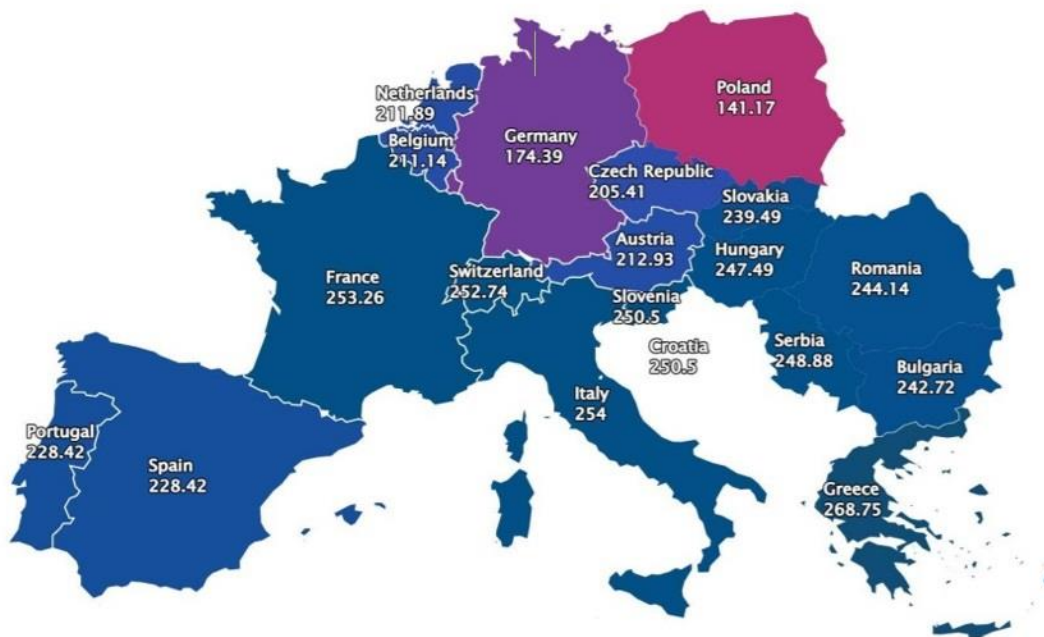 Netherlands
211.89
Belgium
211.14
Germany
174.39
Poland
141.17
Czech Republic
205.41
Slovakia
239.49
Austria
212.93
Hungary
247.49
France
253.26
Switzerland
252.74
Slovenia
250.5
Romania
244.14
Croatia
250.5
Serbia
248.88
Bulgaria
242.72
Italy
254
Portugal
228.42
Spain
228.42
Greece
268.75